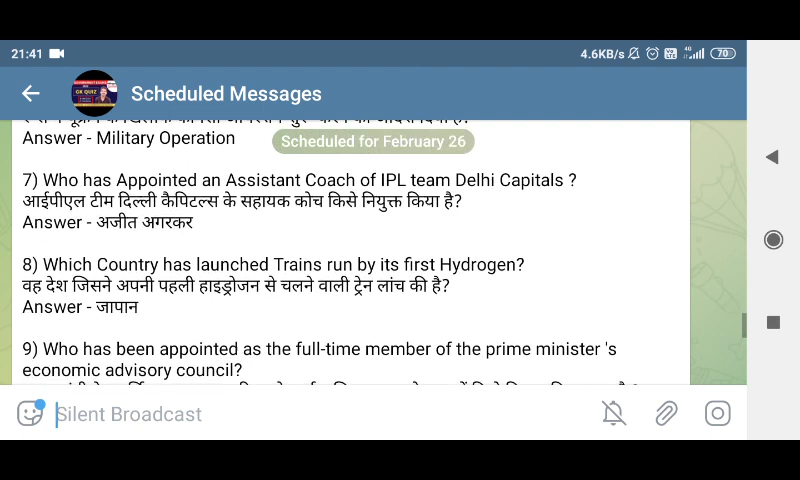 21:41
4.6KB/s
4G
70
GK QUIZ
Scheduled Messages
Answer - Military Operation
Scheduled for February 26
7) Who has Appointed an Assistant Coach of IPL team Delhi Capitals ?
आईपीएल टीम दिल्ली कैपिटल्स के सहायक कोच किसे नियुक्त किया है?
Answer - अजीत अगरकर
8) Which Country has launched Trains run by its first Hydrogen?
वह देश जिसने अपनी पहली हाइड्रोजन से चलने वाली ट्रेन लांच की है?
Answer - जापान
9) Who has been appointed as the full-time member of the prime minister 's
economic advisory council?
Silent Broadcast